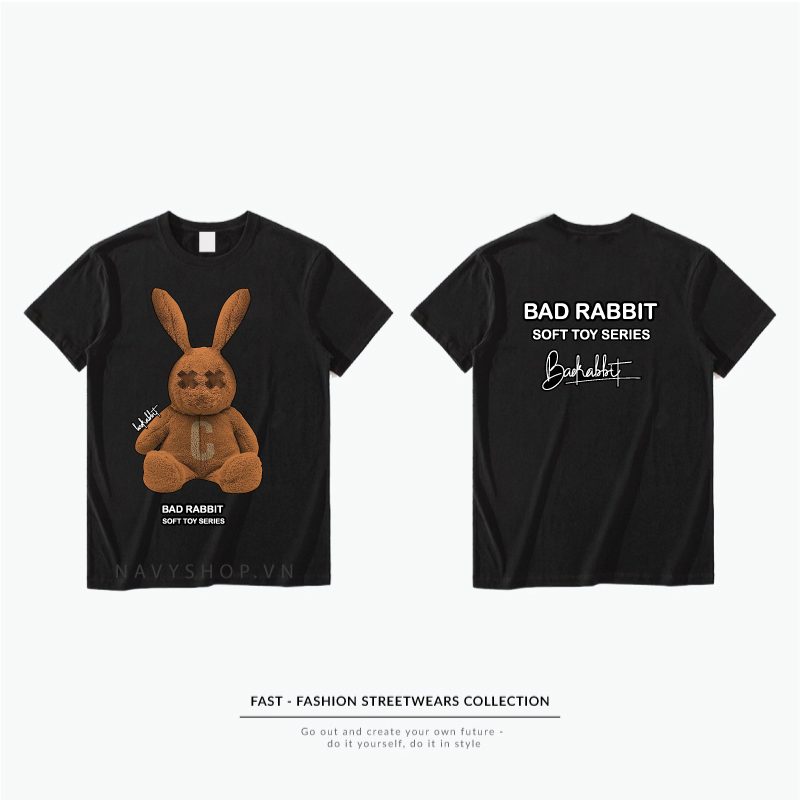 C
badrabbit
BAD RABBIT
SOFT TOY SERIES
NAVYSHOP.VN
BAD RABBIT
SOFT TOY SERIES
Badrabbit
FAST - FASHION STREETWEARS COLLECTION
Go out and create your own future -
do it yourself, do it in style